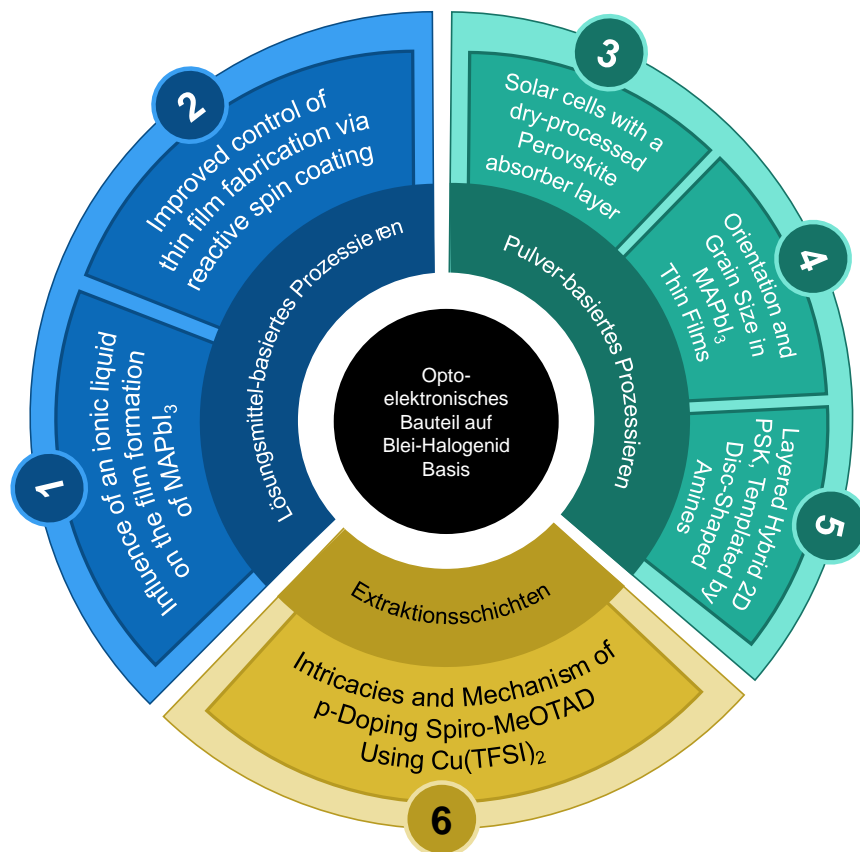 Opto-
elektronisches
Bauteil auf
Blei-Halogenid
Basis
Lösungsmittel-basiertes Prozessieren
1
Influence of an ionic liquid
on the film formation
of MAPbI₃
2
Improved control of
thin film fabrication via
reactive spin coating
Pulver-basiertes Prozessieren
3
Solar cells with a
dry-processed
Perovskite
absorber layer
4
Orientation and
Grain Size in
MAPbI₃
Thin Films
5
Layered Hybrid 2D
PSK, Templated by
Disc-Shaped
Amines
Extraktionsschichten
Intricacies and Mechanism of
p-Doping Spiro-MeOTAD
Using Cu(TFSI)₂
6